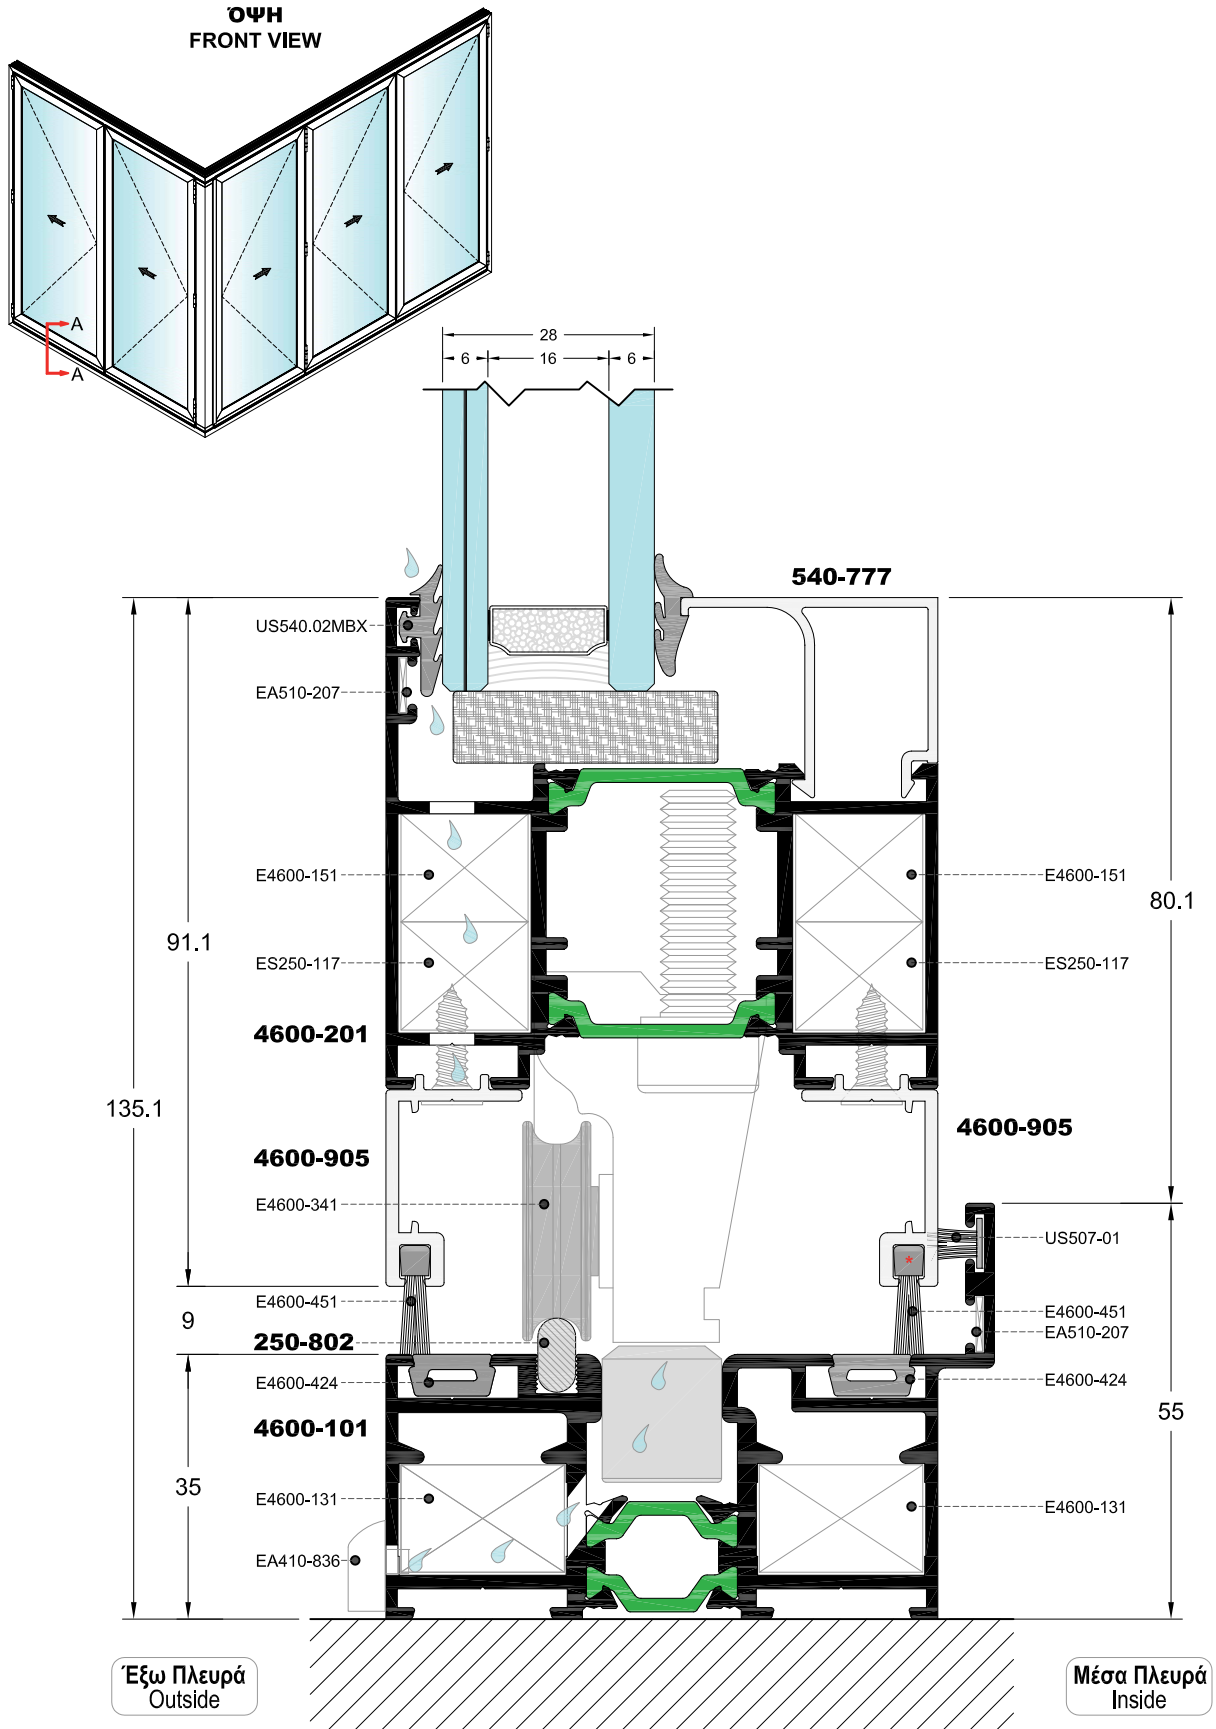 ΌΨΗ
FRONT VIEW
A
A
28
6
16
6
540-777
US540.02MBX
EA510-207
E4600-151
E4600-151
80.1
91.1
ES250-117
ES250-117
4600-201
135.1
4600-905
4600-905
E4600-341
US507-01
E4600-451
E4600-451
9
EA510-207
250-802
E4600-424
E4600-424
55
4600-101
35
E4600-131
E4600-131
EA410-836
*
Έξω Πλευρά
Outside
Μέσα Πλευρά
Inside